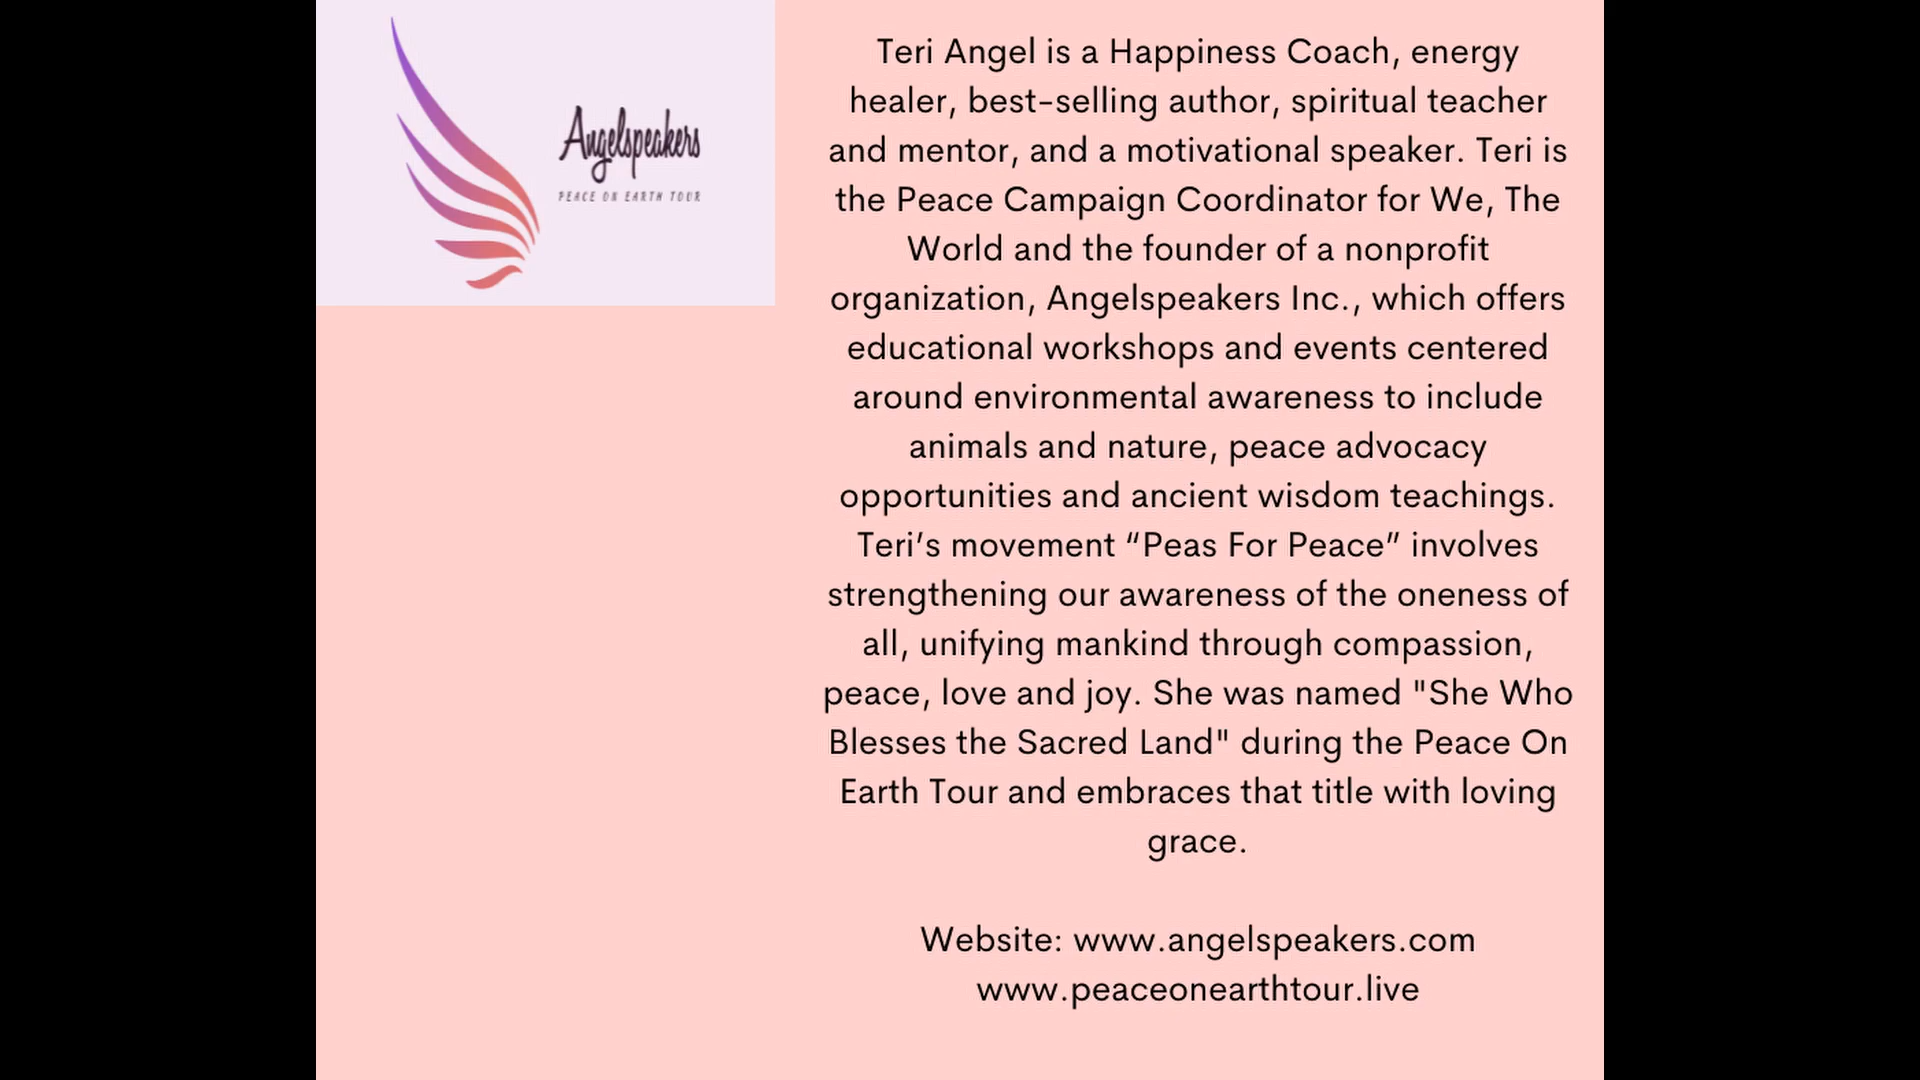 Angelspeakers
PEACE ON EARTH TOUR
Teri Angel is a Happiness Coach, energy
healer, best-selling author, spiritual teacher
and mentor, and a motivational speaker. Teri is
the Peace Campaign Coordinator for We, The
World and the founder of a nonprofit
organization, Angelspeakers Inc., which offers
educational workshops and events centered
around environmental awareness to include
animals and nature, peace advocacy
opportunities and ancient wisdom teachings.
Teri’s movement “Peas For Peace” involves
strengthening our awareness of the oneness of
all, unifying mankind through compassion,
peace, love and joy. She was named "She Who
Blesses the Sacred Land" during the Peace On
Earth Tour and embraces that title with loving
grace.
Website: www.angelspeakers.com
www.peaceonearthtour.live